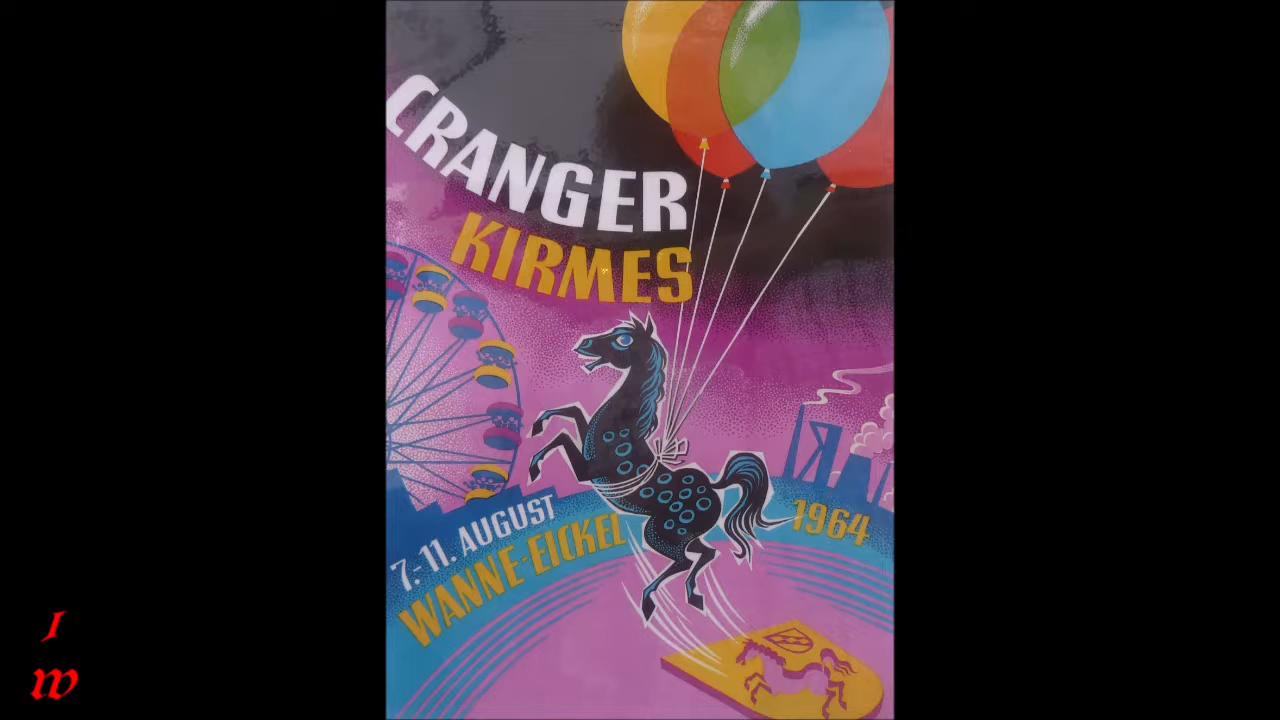 CRANGER
KIRMES
7.-11. AUGUST
WANNE-EICKEL
1964
I
W